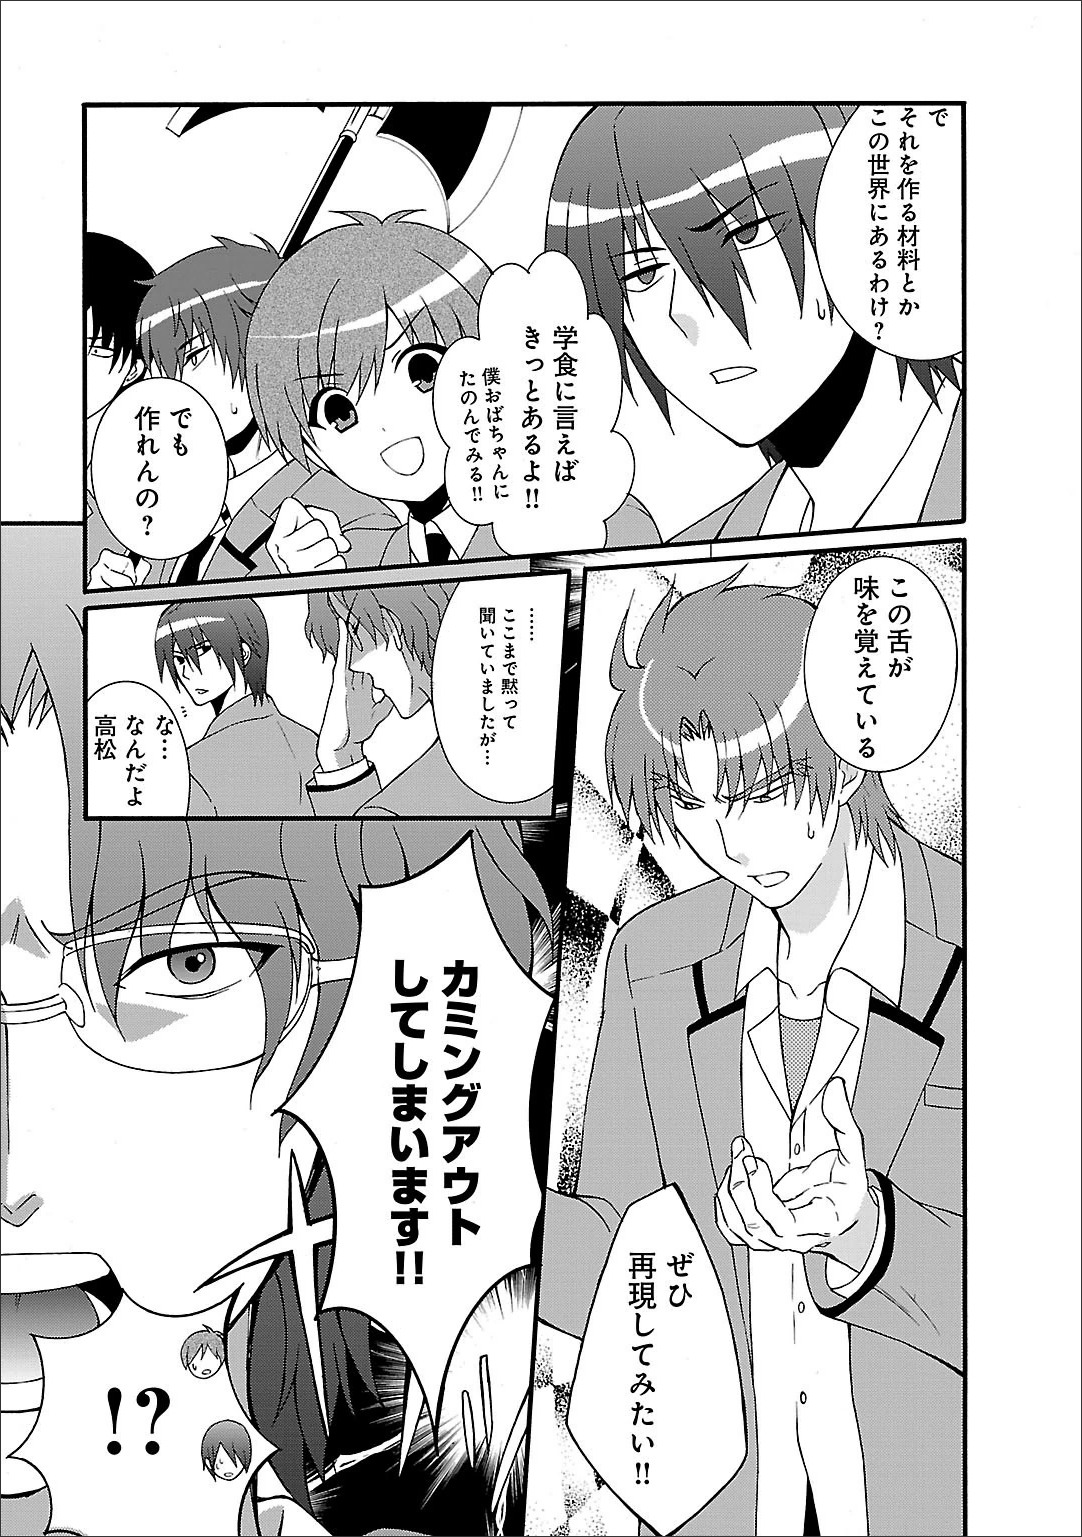 で
それを作る材料とか
この世界にあるわけ?
学食に言えば
きっとあるよ!!
僕おばちゃんに
たのんでみる!!
でも
作れんの?
この舌が
味を覚えている
ぜひ
再現してみたい!!
……
ここまで黙って
聞いていましたが…
な…
なんだよ
高松
カミングアウト
してしまいます!!
!?